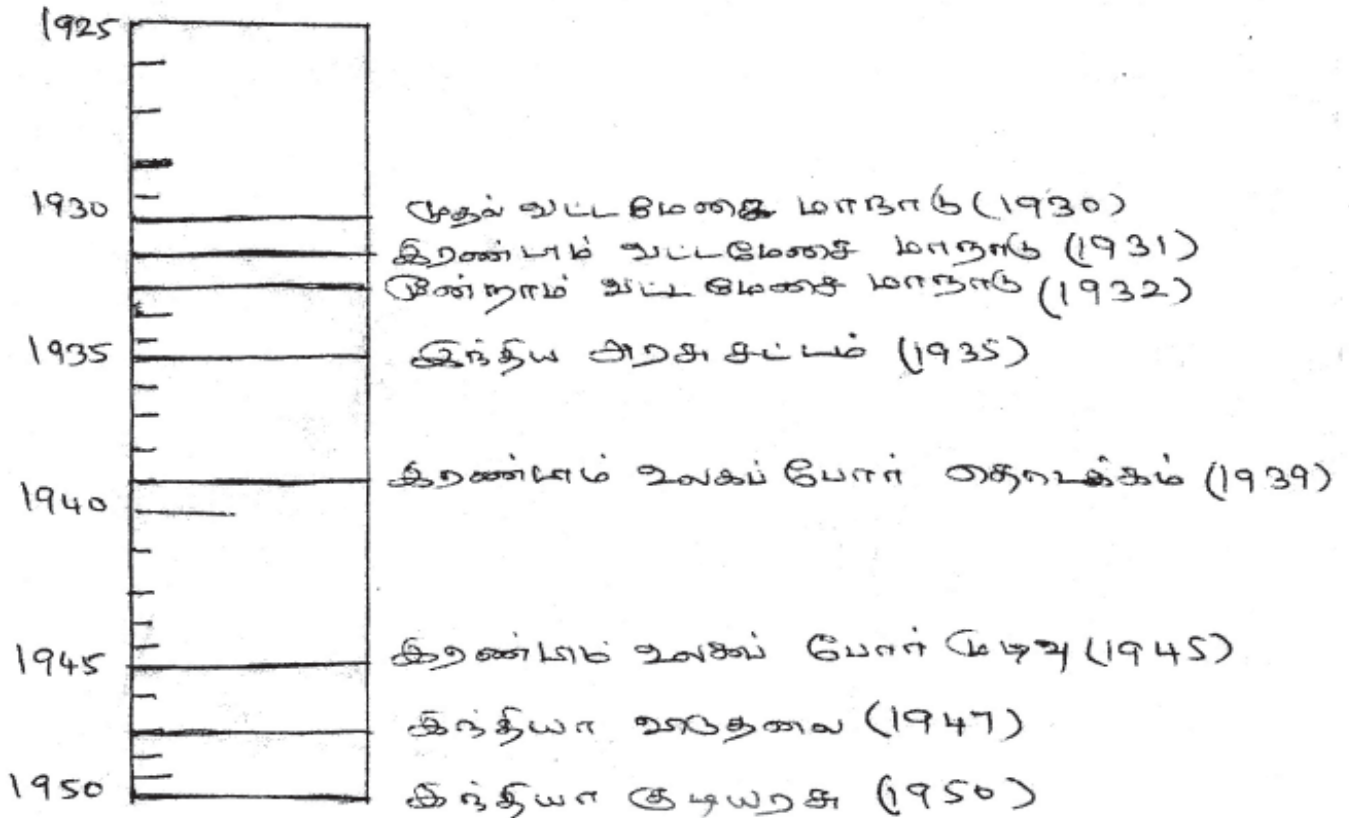 1925
1930 முதல் வட்டமேசை மாநாடு (1930)
இரண்டாம் வட்டமேசை மாநாடு (1931)
மூன்றாம் வட்டமேசை மாநாடு (1932)
1935 இந்திய அரசு சட்டம் (1935)
இரண்டாம் உலகப் போர் தொடக்கம் (1939)
1940
1945 இரண்டாம் உலகப் போர் முடிவு (1945)
இந்தியா விடுதலை (1947)
1950 இந்தியா குடியரசு (1950)